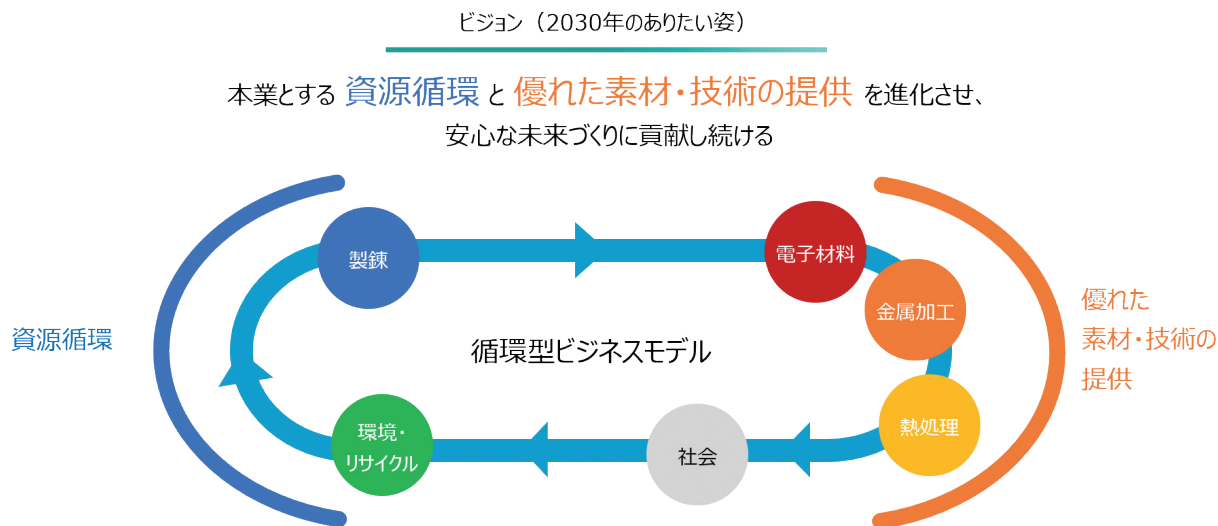 ビジョン（2030年のありたい姿）
本業とする 資源循環 と 優れた素材・技術の提供 を進化させ、
安心な未来づくりに貢献し続ける
製錬
電子材料
金属加工
資源循環
循環型ビジネスモデル
優れた
素材・技術の
提供
環境・
リサイクル
社会
熱処理